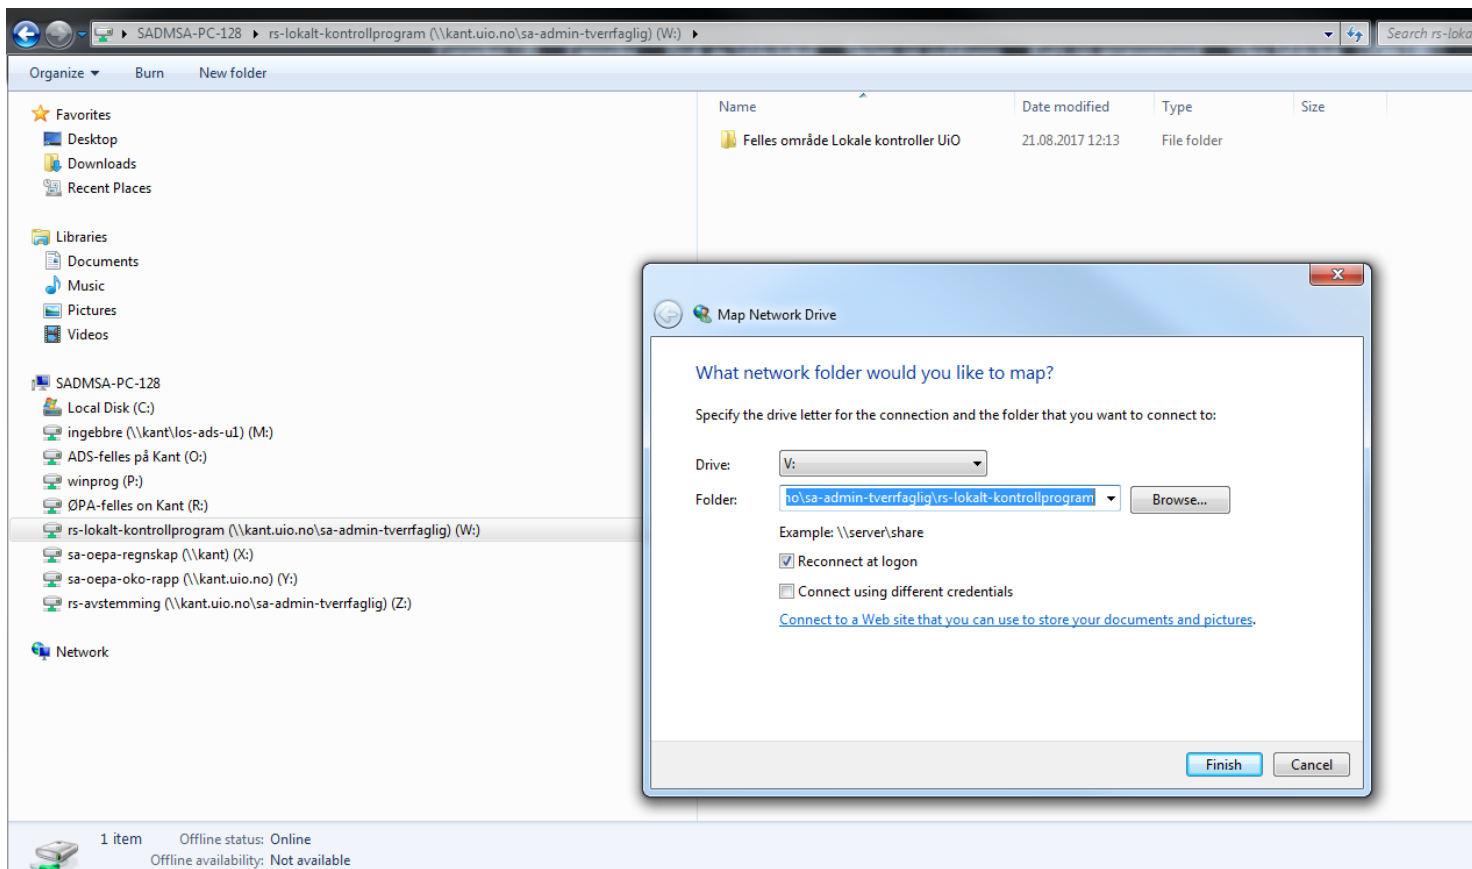 SADMSA-PC-128 rs-lokalt-kontrollprogram (\\kant.uio.no\sa-admin-tverrfaglig) (W:)
Search rs-loka
Organize Burn New folder
Name Date modified Type Size
Favorites
Desktop
Downloads
Recent Places
Felles område Lokale kontroller UiO 21.08.2017 12:13 File folder
Libraries
Documents
Music
Pictures
Videos
SADMSA-PC-128
Local Disk (C:)
ingebbre (\\kant\los-ads-u1) (M:)
ADS-felles på Kant (O:)
winprog (P:)
ØPA-felles on Kant (R:)
rs-lokalt-kontrollprogram (\\kant.uio.no\sa-admin-tverrfaglig) (W:)
sa-oepa-regnskap (\\kant) (X:)
sa-oepa-oko-rapp (\\kant.uio.no) (Y:)
rs-avstemming (\\kant.uio.no\sa-admin-tverrfaglig) (Z:)
Network
Map Network Drive
What network folder would you like to map?
Specify the drive letter for the connection and the folder that you want to connect to:
Drive: V:
Folder: no\sa-admin-tverrfaglig\rs-lokalt-kontrollprogram Browse...
Example: \\server\share
Reconnect at logon
Connect using different credentials
Connect to a Web site that you can use to store your documents and pictures.
Finish Cancel
1 item Offline status: Online
Offline availability: Not available